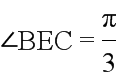 ∠BEC = π/3